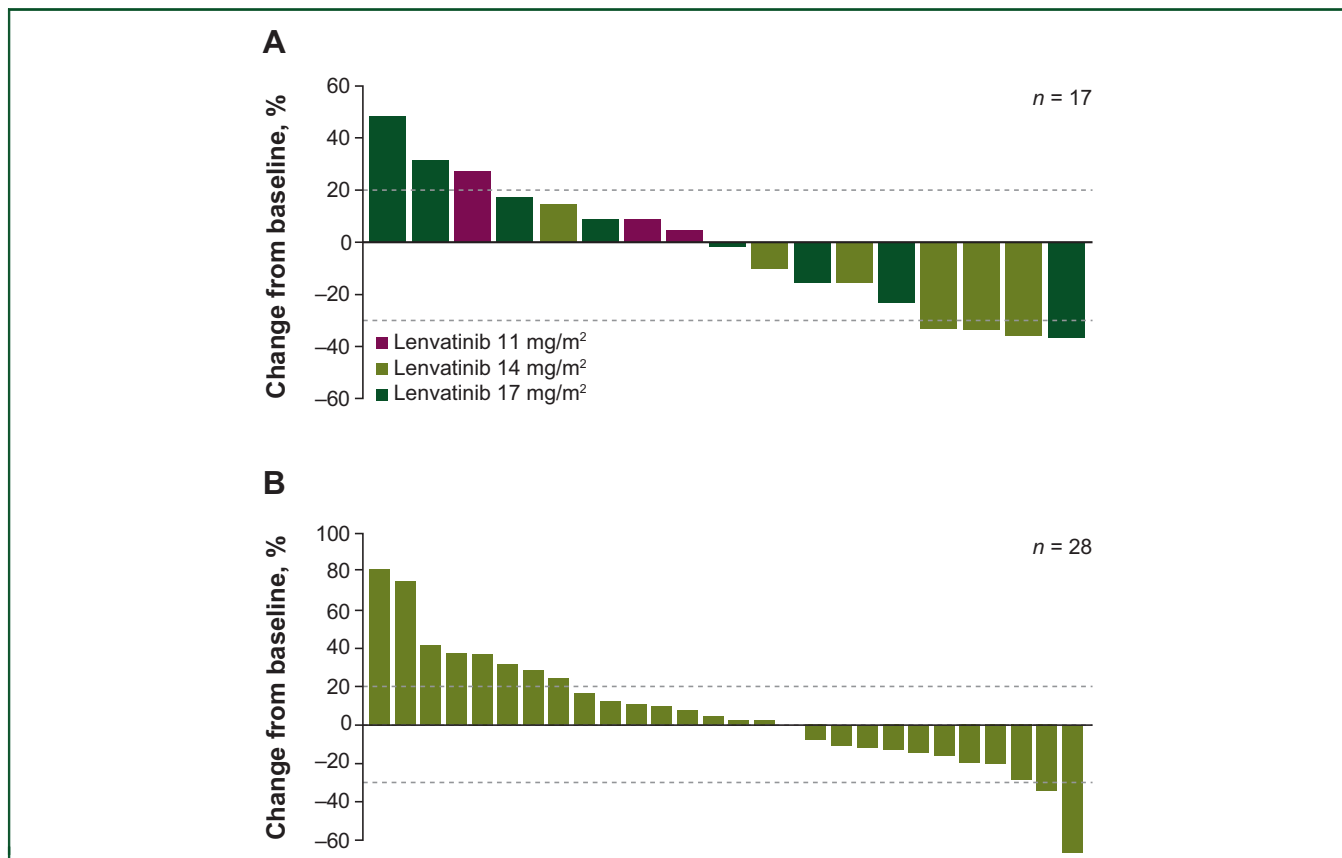 A
Change from baseline, %
60
40
20
0
–20
–40
–60
n = 17
Lenvatinib 11 mg/m²
Lenvatinib 14 mg/m²
Lenvatinib 17 mg/m²
B
Change from baseline, %
100
80
60
40
20
0
–20
–40
–60
n = 28